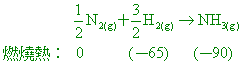 1/2 N₂(g) + 3/2 H₂(g) → NH₃(g)
燃燒熱： 0 (−65) (−90)